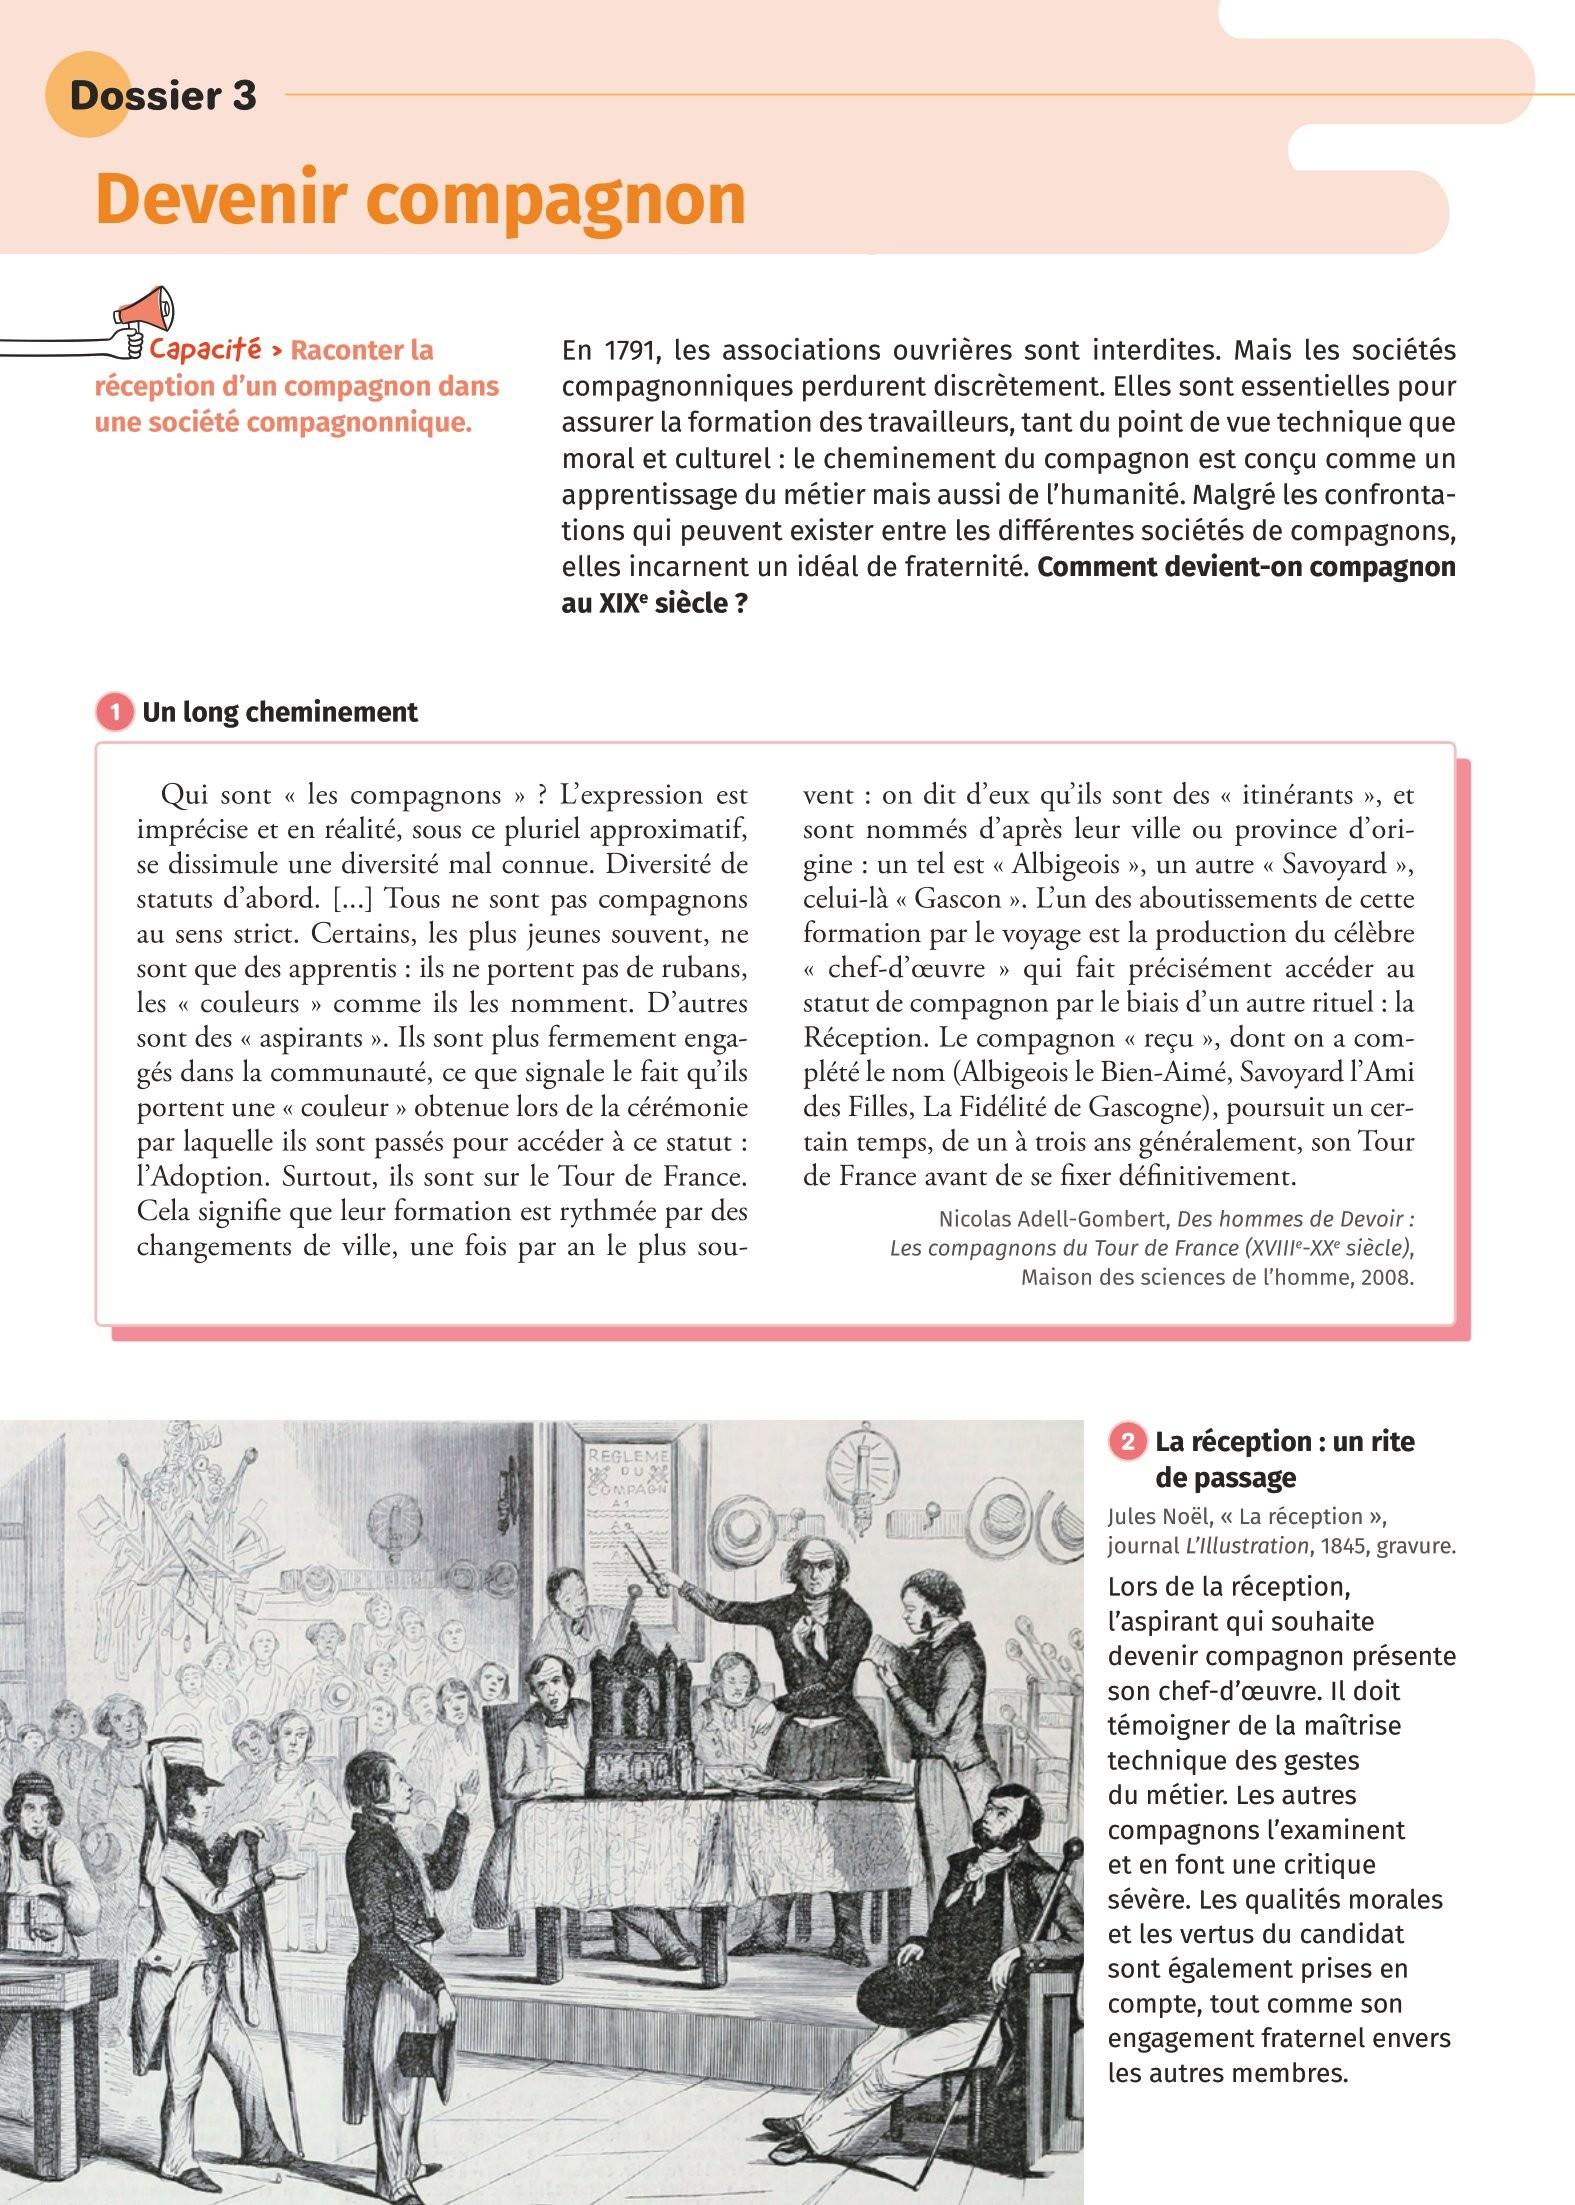 Dossier 3
Devenir compagnon
Capacité > Raconter la
réception d'un compagnon dans
une société compagnonnique.
En 1791, les associations ouvrières sont interdites. Mais les sociétés
compagnonniques perdurent discrètement. Elles sont essentielles pour
assurer la formation des travailleurs, tant du point de vue technique que
moral et culturel : le cheminement du compagnon est conçu comme un
apprentissage du métier mais aussi de l'humanité. Malgré les confronta-
tions qui peuvent exister entre les différentes sociétés de compagnons,
elles incarnent un idéal de fraternité. Comment devient-on compagnon
au XIXe siècle ?
1 Un long cheminement
Qui sont « les compagnons » ? L'expression est
imprécise et en réalité, sous ce pluriel approximatif,
se dissimule une diversité mal connue. Diversité de
statuts d'abord. [...] Tous ne sont pas compagnons
au sens strict. Certains, les plus jeunes souvent, ne
sont que des apprentis : ils ne portent pas de rubans,
les « couleurs » comme ils les nomment. D'autres
sont des « aspirants ». Ils sont plus fermement enga-
gés dans la communauté, ce que signale le fait qu'ils
portent une « couleur » obtenue lors de la cérémonie
par laquelle ils sont passés pour accéder à ce statut :
l'Adoption. Surtout, ils sont sur le Tour de France.
Cela signifie que leur formation est rythmée par des
changements de ville, une fois par an le plus sou-
vent : on dit d'eux qu'ils sont des « itinérants », et
sont nommés d'après leur ville ou province d'ori-
gine : un tel est « Albigeois », un autre « Savoyard »,
celui-là « Gascon ». L'un des aboutissements de cette
formation par le voyage est la production du célèbre
« chef-d'œuvre » qui fait précisément accéder au
statut de compagnon par le biais d'un autre rituel : la
Réception. Le compagnon « reçu », dont on a com-
plété le nom (Albigeois le Bien-Aimé, Savoyard l'Ami
des Filles, La Fidélité de Gascogne), poursuit un cer-
tain temps, de un à trois ans généralement, son Tour
de France avant de se fixer définitivement.
Nicolas Adell-Gombert, Des hommes de Devoir :
Les compagnons du Tour de France (XVIIIe-XXe siècle),
Maison des sciences de l'homme, 2008.
REGLEME
DU
COMPAGN
A1
A2
A3
2 La réception : un rite
de passage
Jules Noël, « La réception »,
journal L'Illustration, 1845, gravure.
Lors de la réception,
l'aspirant qui souhaite
devenir compagnon présente
son chef-d'œuvre. Il doit
témoigner de la maîtrise
technique des gestes
du métier. Les autres
compagnons l'examinent
et en font une critique
sévère. Les qualités morales
et les vertus du candidat
sont également prises en
compte, tout comme son
engagement fraternel envers
les autres membres.